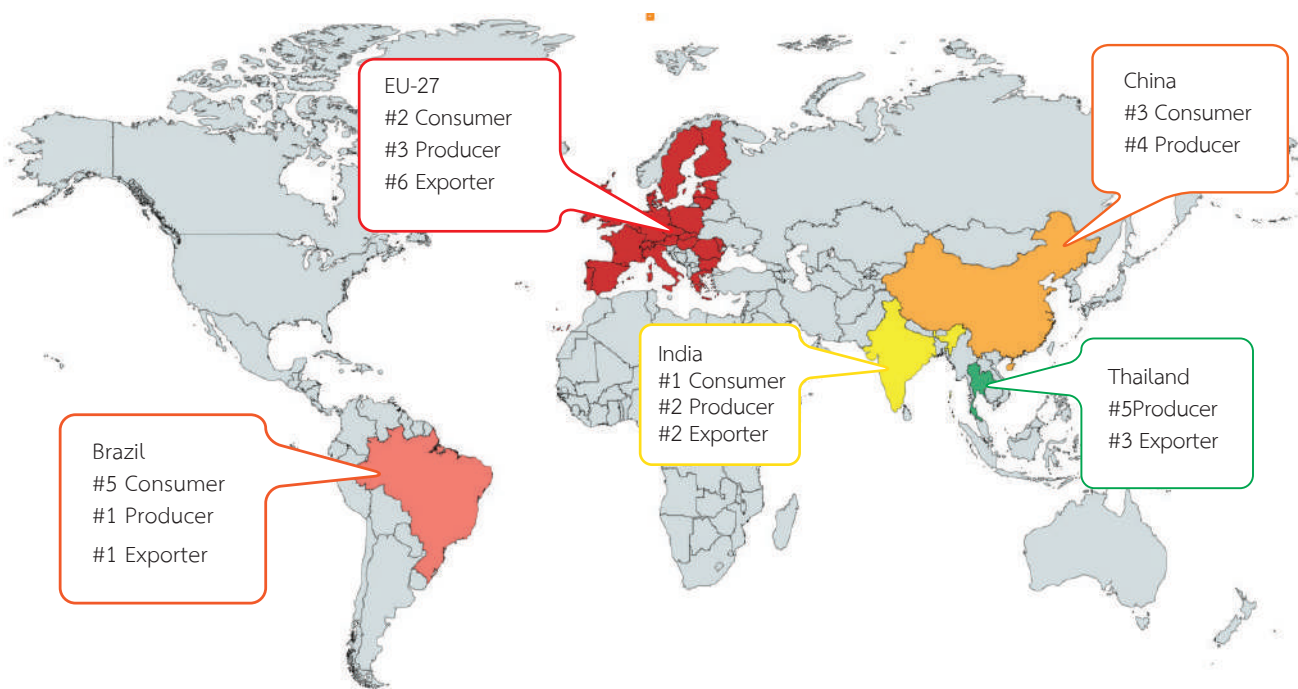 EU-27
#2 Consumer
#3 Producer
#6 Exporter
China
#3 Consumer
#4 Producer
India
#1 Consumer
#2 Producer
#2 Exporter
Thailand
#5Producer
#3 Exporter
Brazil
#5 Consumer
#1 Producer
#1 Exporter